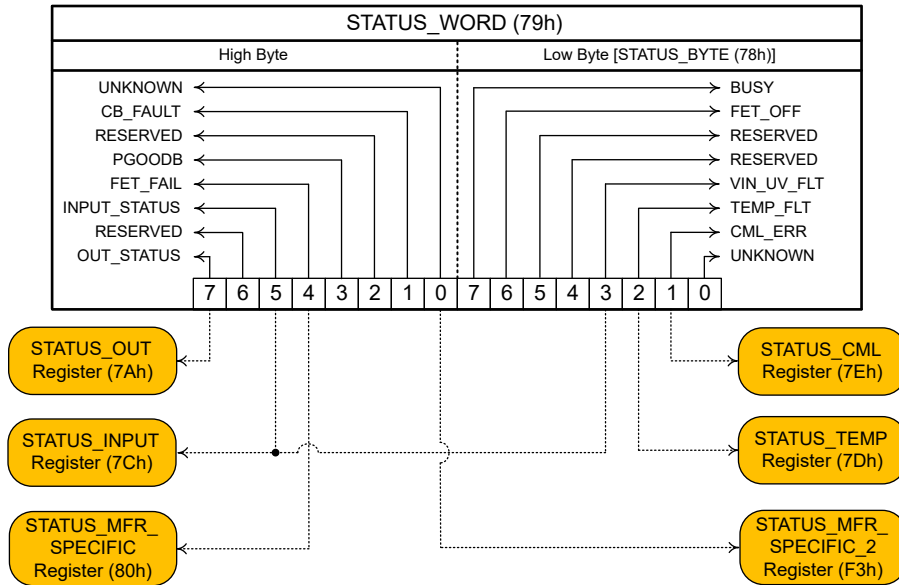 STATUS_WORD (79h)
High Byte
Low Byte [STATUS_BYTE (78h)]
UNKNOWN
BUSY
CB_FAULT
FET_OFF
RESERVED
RESERVED
PGOODB
RESERVED
FET_FAIL
VIN_UV_FLT
INPUT_STATUS
TEMP_FLT
RESERVED
CML_ERR
OUT_STATUS
UNKNOWN
7 6 5 4 3 2 1 0 7 6 5 4 3 2 1 0
STATUS_OUT
Register (7Ah)
STATUS_CML
Register (7Eh)
STATUS_INPUT
Register (7Ch)
STATUS_TEMP
Register (7Dh)
STATUS_MFR_
SPECIFIC
Register (80h)
STATUS_MFR_
SPECIFIC_2
Register (F3h)